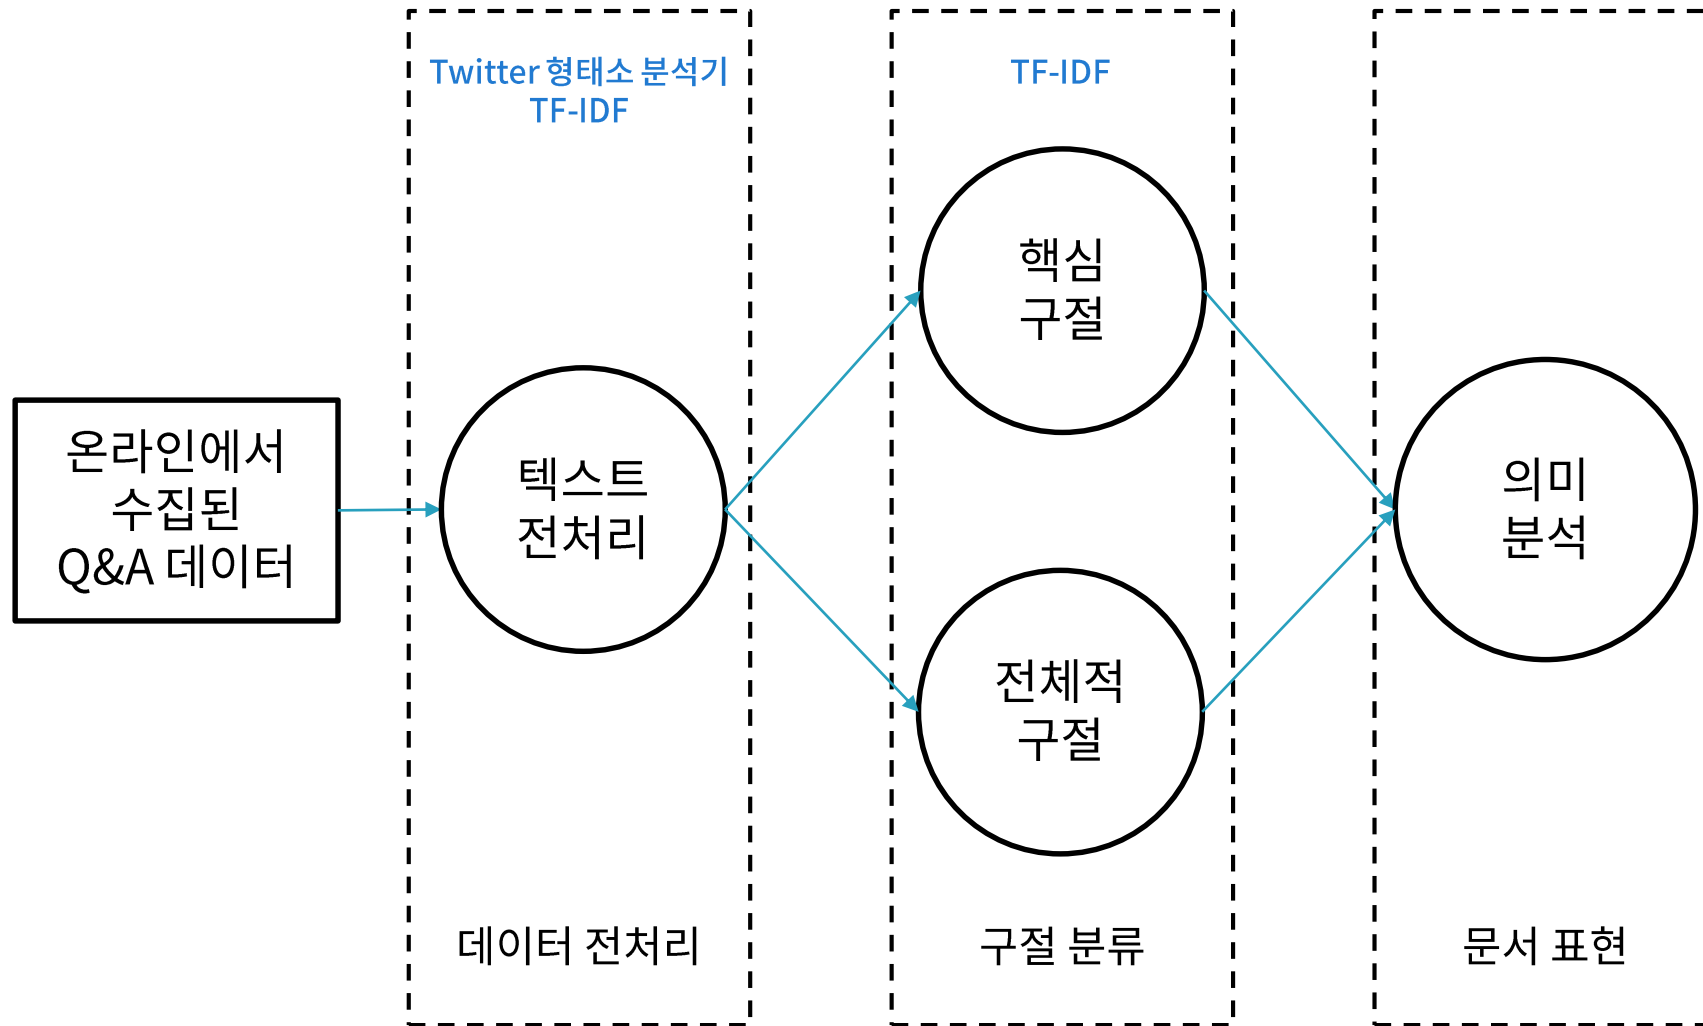 Twitter 형태소 분석기
TF-IDF
TF-IDF
온라인에서
수집된
Q&A 데이터
텍스트
전처리
핵심
구절
전체적
구절
의미
분석
데이터 전처리
구절 분류
문서 표현